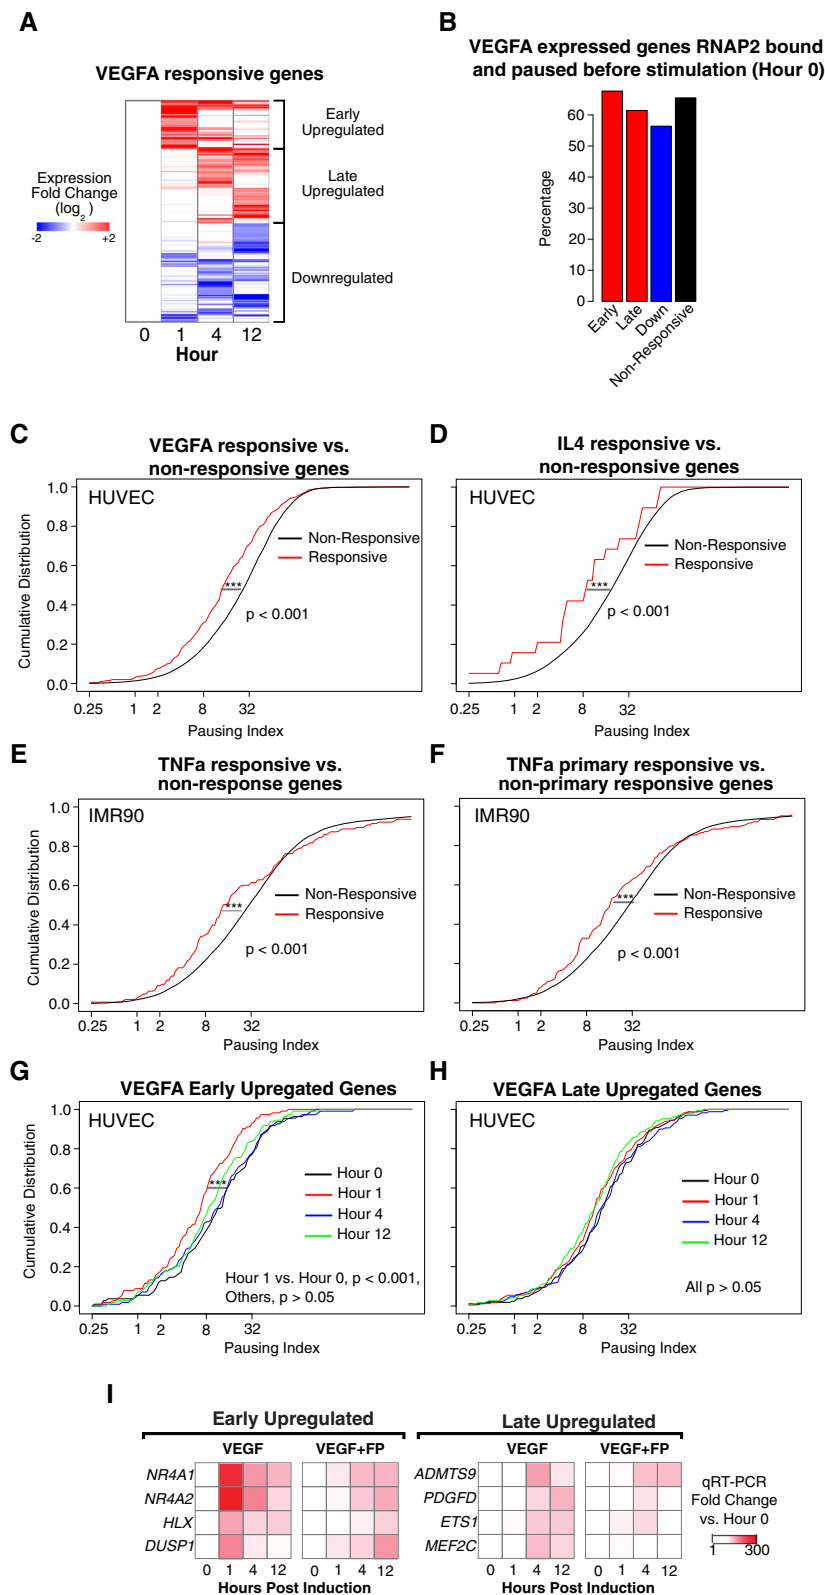 A
VEGFA responsive genes
Early
Upregulated
Late
Upregulated
Downregulated
Expression
Fold Change
(log2)
-2 +2
0 1 4 12
Hour
B
VEGFA expressed genes RNAP2 bound
and paused before stimulation (Hour 0)
Percentage
60
50
40
30
20
10
0
Early
Late
Down
Non-Responsive
C
VEGFA responsive vs.
non-responsive genes
HUVEC
Non-Responsive
Responsive
***
p < 0.001
Cumulative Distribution
1.0
0.8
0.6
0.4
0.2
0.0
0.25 1 2 8 32
Pausing Index
D
IL4 responsive vs.
non-responsive genes
HUVEC
Non-Responsive
Responsive
***
p < 0.001
0.25 1 2 8 32
Pausing Index
E
TNFa responsive vs.
non-response genes
IMR90
Non-Responsive
Responsive
***
p < 0.001
Cumulative Distribution
1.0
0.8
0.6
0.4
0.2
0.0
0.25 1 2 8 32
Pausing Index
F
TNFa primary responsive vs.
non-primary responsive genes
IMR90
Non-Responsive
Responsive
***
p < 0.001
0.25 1 2 8 32
Pausing Index
G
VEGFA Early Upregated Genes
HUVEC
Hour 0
Hour 1
Hour 4
Hour 12
***
Hour 1 vs. Hour 0, p < 0.001,
Others, p > 0.05
Cumulative Distribution
1.0
0.8
0.6
0.4
0.2
0.0
0.25 1 2 8 32
Pausing Index
H
VEGFA Late Upregated Genes
HUVEC
Hour 0
Hour 1
Hour 4
Hour 12
All p > 0.05
0.25 1 2 8 32
Pausing Index
I
Early Upregulated
VEGF VEGF+FP
NR4A1
NR4A2
HLX
DUSP1
0 1 4 12 0 1 4 12
Hours Post Induction
Late Upregulated
VEGF VEGF+FP
ADMTS9
PDGFD
ETS1
MEF2C
0 1 4 12 0 1 4 12
Hours Post Induction
qRT-PCR
Fold Change
vs. Hour 0
1 300